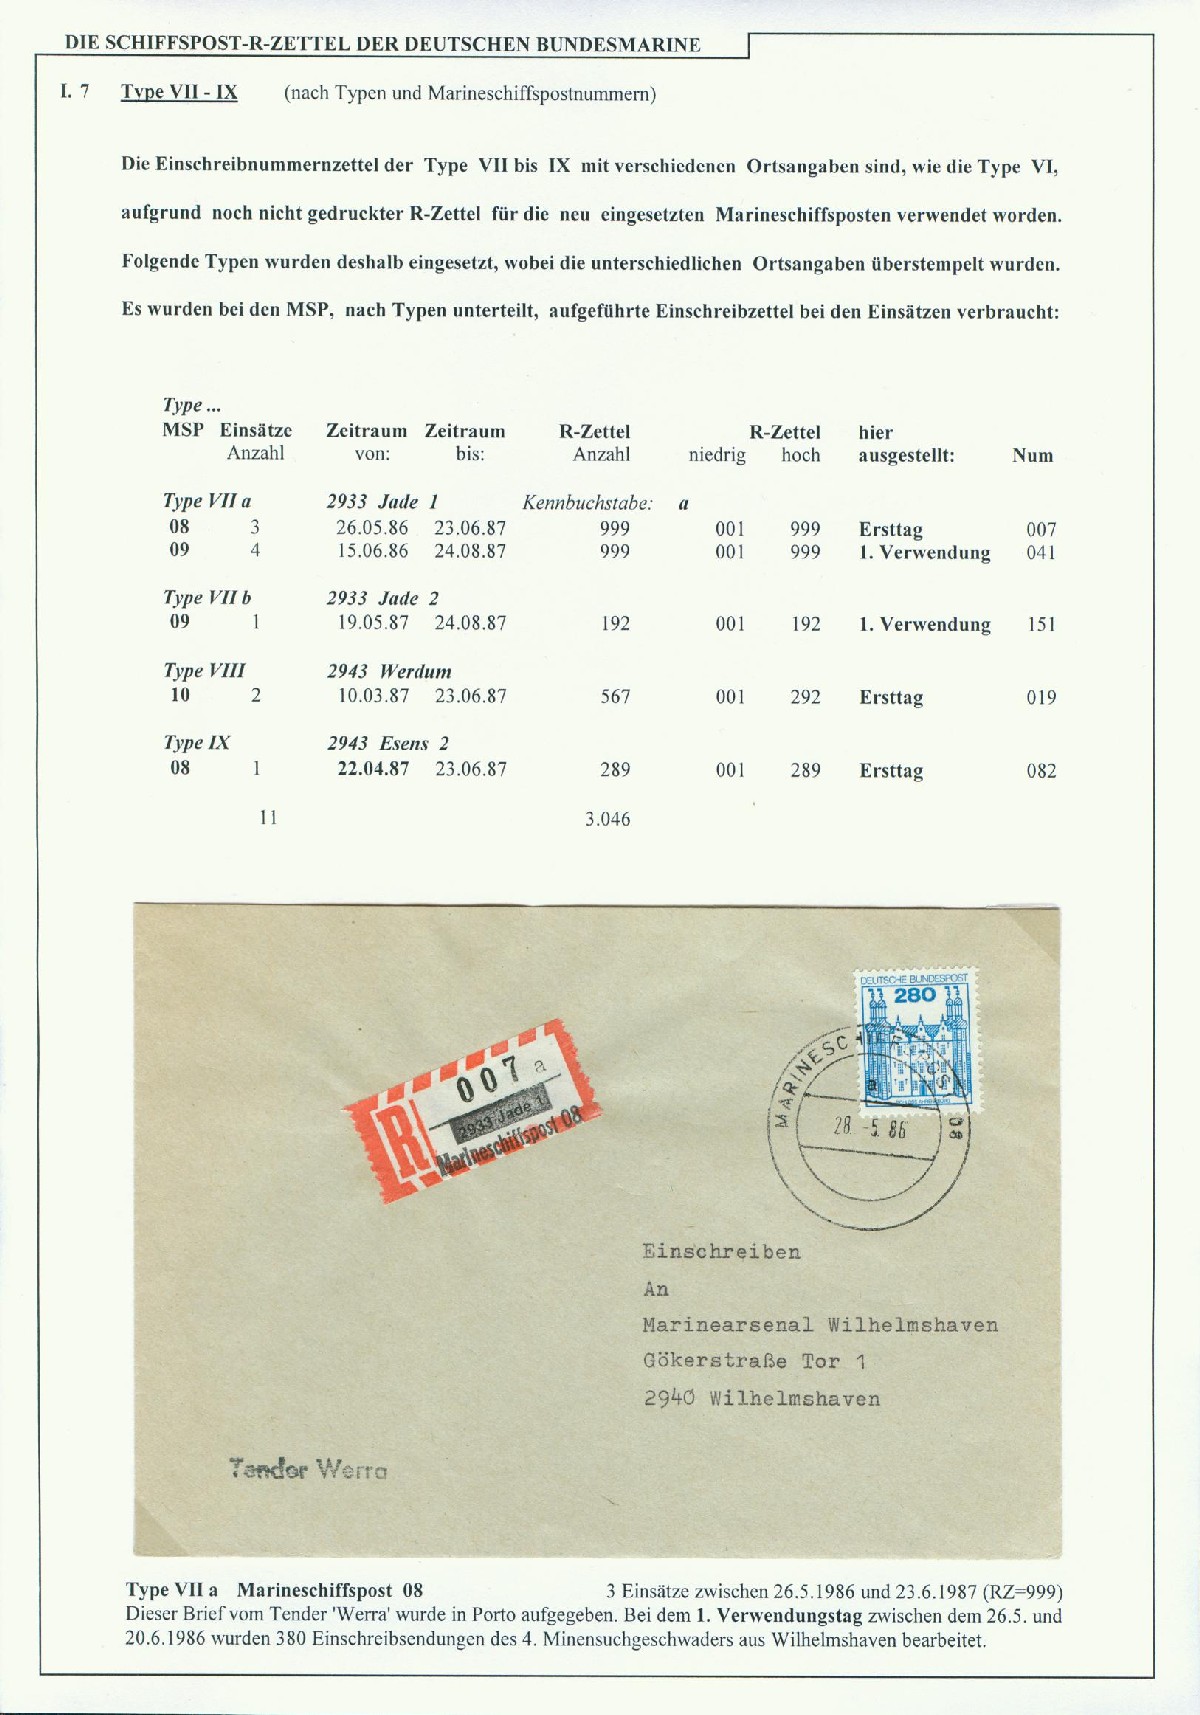 DIE SCHIFFSPOST-R-ZETTEL DER DEUTSCHEN BUNDESMARINE
I. 7 Type VII - IX (nach Typen und Marineschiffspostnummern)
Die Einschreibnummernzettel der Type VII bis IX mit verschiedenen Ortsangaben sind, wie die Type VI,
aufgrund noch nicht gedruckter R-Zettel für die neu eingesetzten Marineschiffsposten verwendet worden.
Folgende Typen wurden deshalb eingesetzt, wobei die unterschiedlichen Ortsangaben überstempelt wurden.
Es wurden bei den MSP, nach Typen unterteilt, aufgeführte Einschreibzettel bei den Einsätzen verbraucht:
Type ...
MSP Einsätze Zeitraum Zeitraum R-Zettel R-Zettel hier
Anzahl von: bis: Anzahl niedrig hoch ausgestellt: Num
Type VII a 2933 Jade 1 Kennbuchstabe: a
08 3 26.05.86 23.06.87 999 001 999 Ersttag 007
09 4 15.06.86 24.08.87 999 001 999 1. Verwendung 041
Type VII b 2933 Jade 2
09 1 19.05.87 24.08.87 192 001 192 1. Verwendung 151
Type VIII 2943 Werdum
10 2 10.03.87 23.06.87 567 001 292 Ersttag 019
Type IX 2943 Esens 2
08 1 22.04.87 23.06.87 289 001 289 Ersttag 082
11 3.046
DEUTSCHE BUNDESPOST
280
007 a
R
2933 Jade 1
Marineschiffspost 08
MARINESCHIFFSPOST 08
a
28.-5.86
Einschreiben
An
Marinearsenal Wilhelmshaven
Gökerstraße Tor 1
2940 Wilhelmshaven
Tender Werra
Type VII a Marineschiffspost 08 3 Einsätze zwischen 26.5.1986 und 23.6.1987 (RZ=999)
Dieser Brief vom Tender 'Werra' wurde in Porto aufgegeben. Bei dem 1. Verwendungstag zwischen dem 26.5. und
20.6.1986 wurden 380 Einschreibsendungen des 4. Minensuchgeschwaders aus Wilhelmshaven bearbeitet.